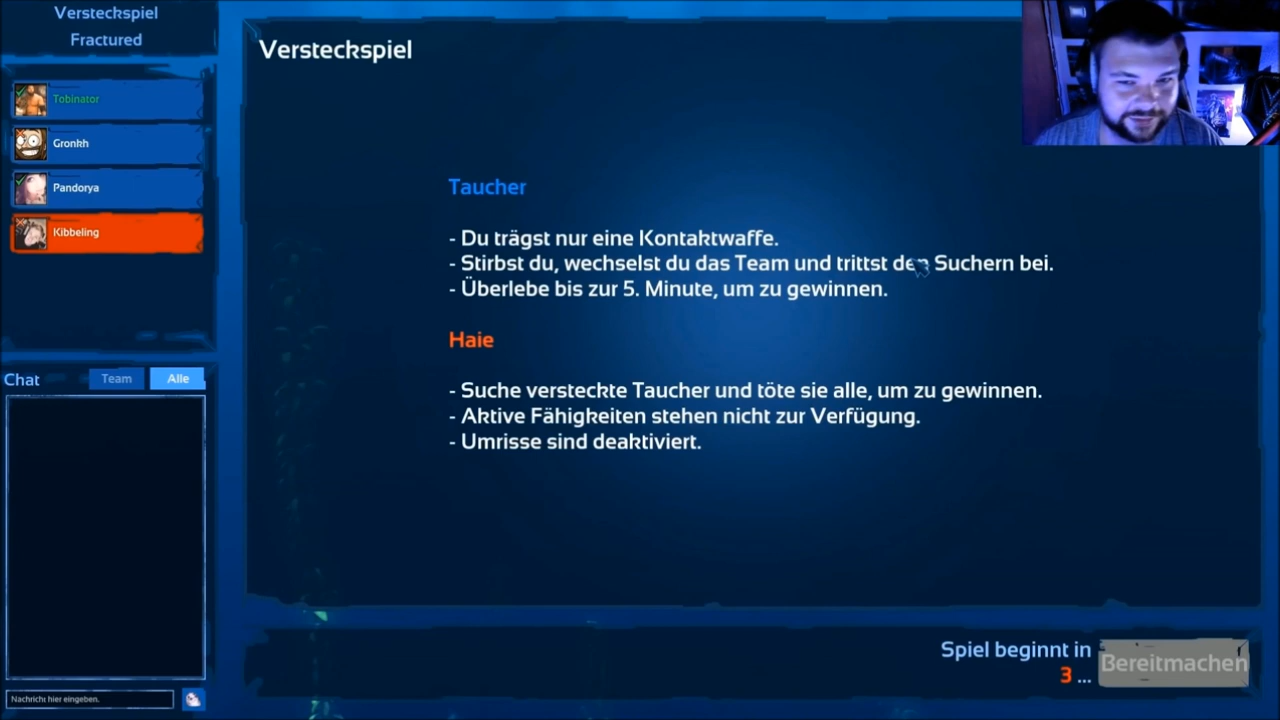 Versteckspiel
Fractured
Tobinator
Gronkh
Pandorya
Kibbeling
Chat
Team
Alle
Nachricht hier eingeben.
Versteckspiel
Taucher
- Du trägst nur eine Kontaktwaffe.
- Stirbst du, wechselst du das Team und trittst den Suchern bei.
- Überlebe bis zur 5. Minute, um zu gewinnen.
Haie
- Suche versteckte Taucher und töte sie alle, um zu gewinnen.
- Aktive Fähigkeiten stehen nicht zur Verfügung.
- Umrisse sind deaktiviert.
Spiel beginnt in
3 ...
Bereitmachen